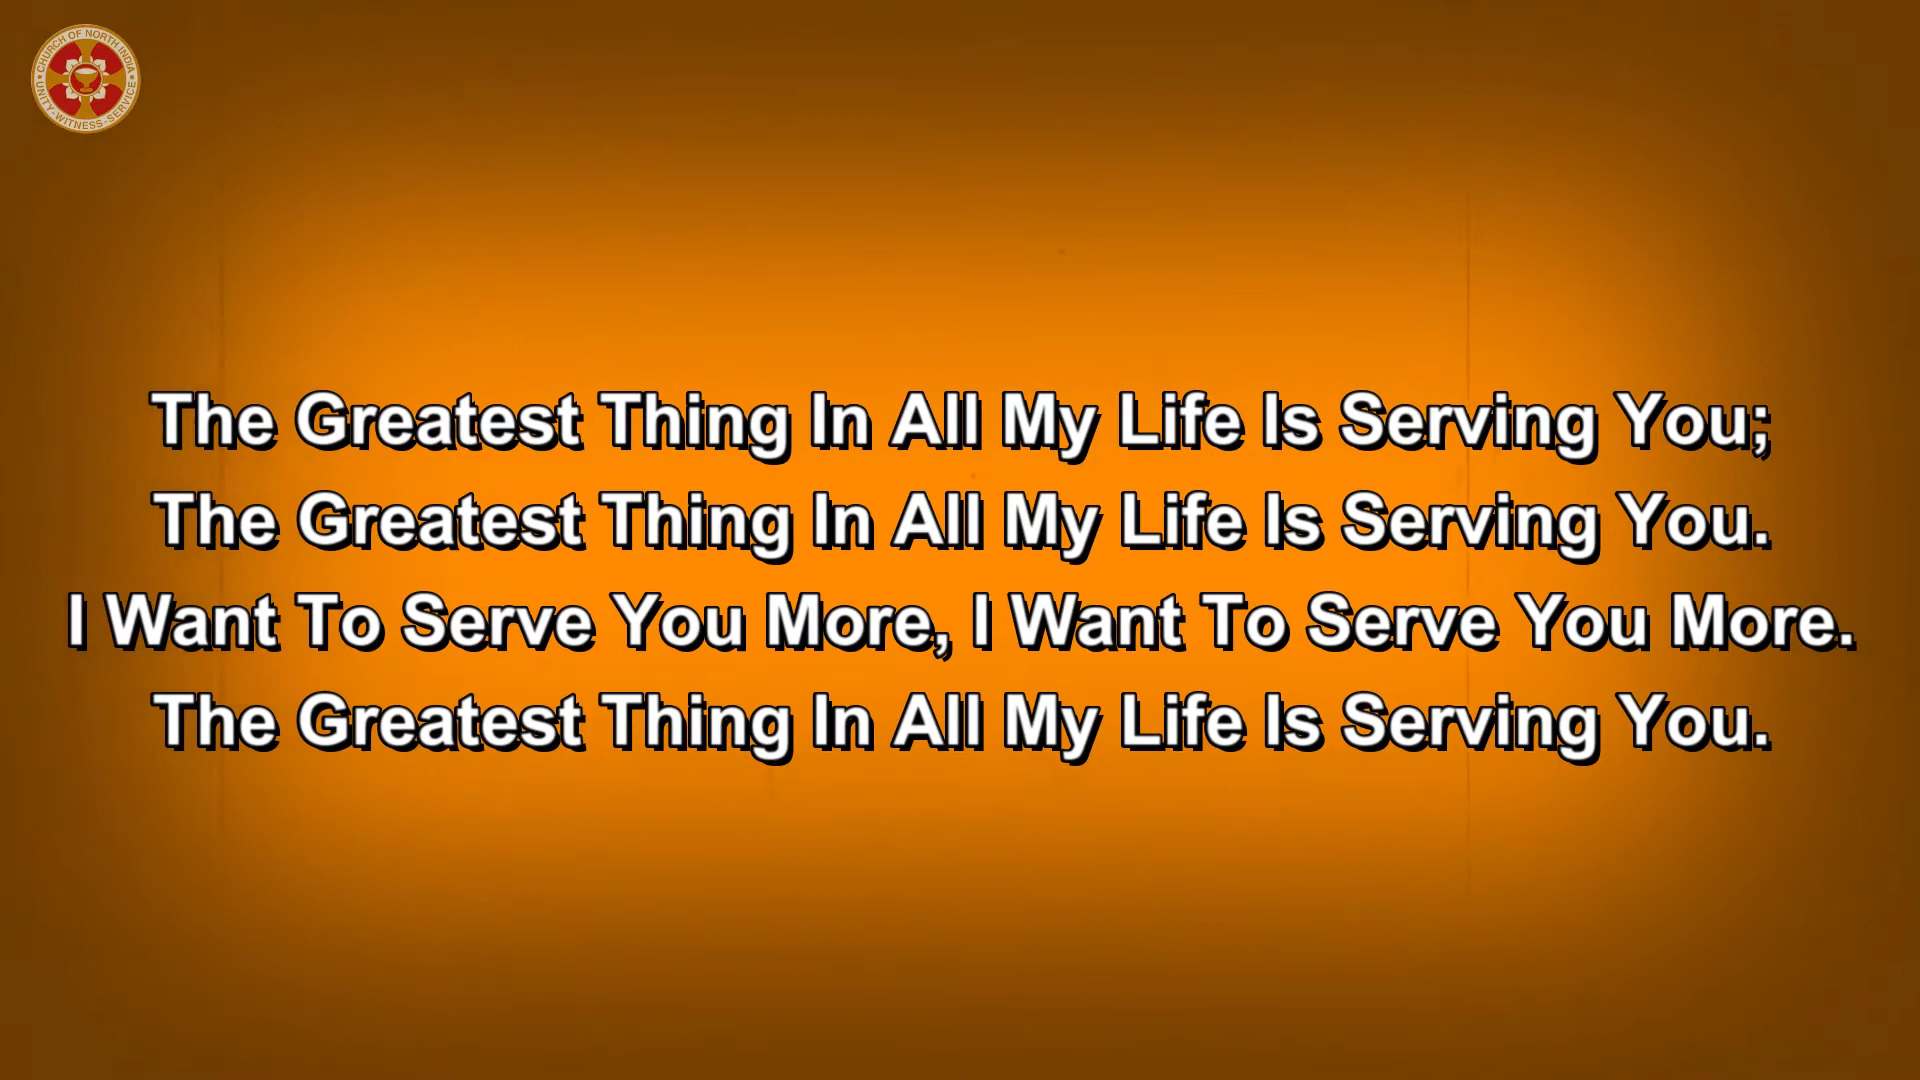 CHURCH OF NORTH INDIA
UNITY - WITNESS - SERVICE
The Greatest Thing In All My Life Is Serving You;
The Greatest Thing In All My Life Is Serving You.
I Want To Serve You More, I Want To Serve You More.
The Greatest Thing In All My Life Is Serving You.